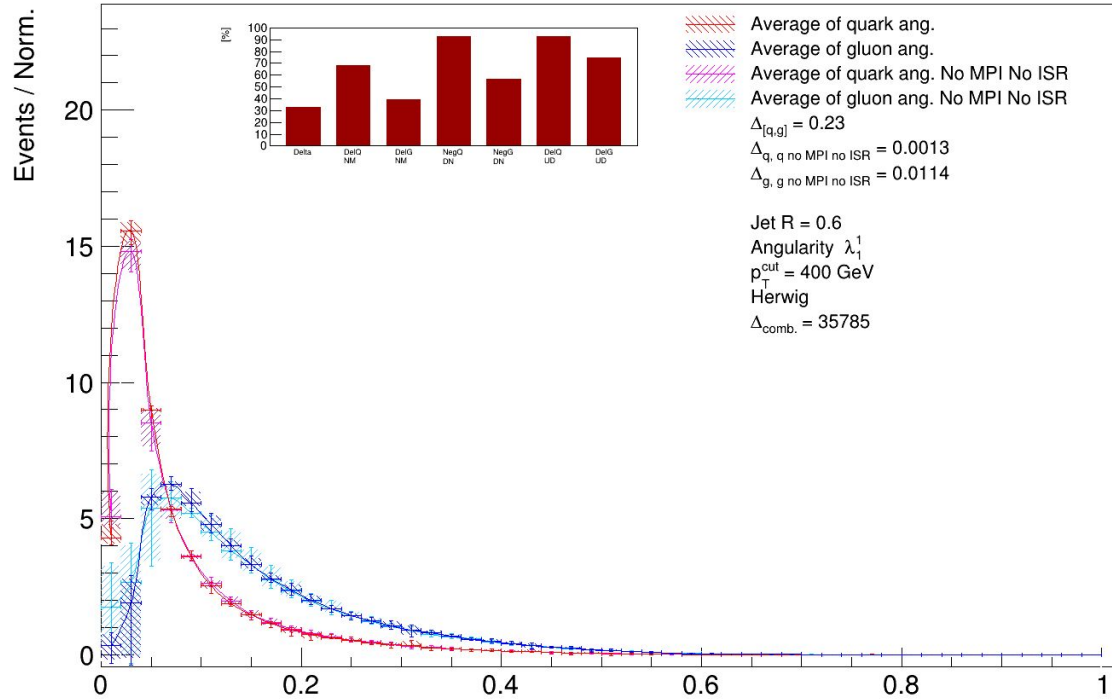 Events / Norm.
20
15
10
5
0
0
0.2
0.4
0.6
0.8
1
[%]
100
90
80
70
60
50
40
30
20
10
0
Delta
DelQ
NM
DelG
NM
NegQ
DN
NegG
DN
DelQ
UD
DelG
UD
Average of quark ang.
Average of gluon ang.
Average of quark ang. No MPI No ISR
Average of gluon ang. No MPI No ISR
Δ[q,g] = 0.23
Δq, q no MPI no ISR = 0.0013
Δg, g no MPI no ISR = 0.0114
Jet R = 0.6
Angularity λ¹₁
pTcut = 400 GeV
Herwig
Δcomb. = 35785